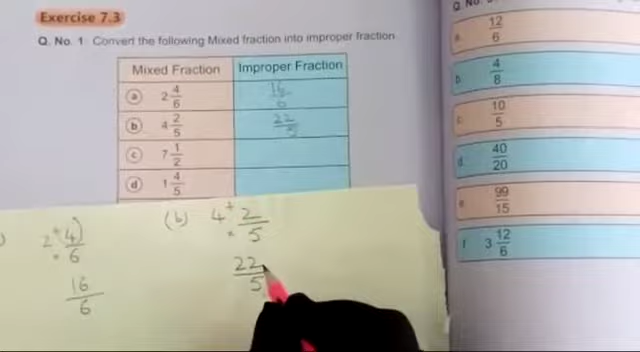 Exercise 7.3
Q. No. 1 Convert the following Mixed fraction into improper fraction
Mixed Fraction Improper Fraction
a 2 4/6 16/6
b 4 2/5 22/5
c 7 1/2
d 1 4/5
2 + 4/6
×
16/6
(b) 4 + 2/5
×
22/5
Q. No.
a. 12/6
b. 4/8
c. 10/5
d. 40/20
e 99/15
f 3 12/6